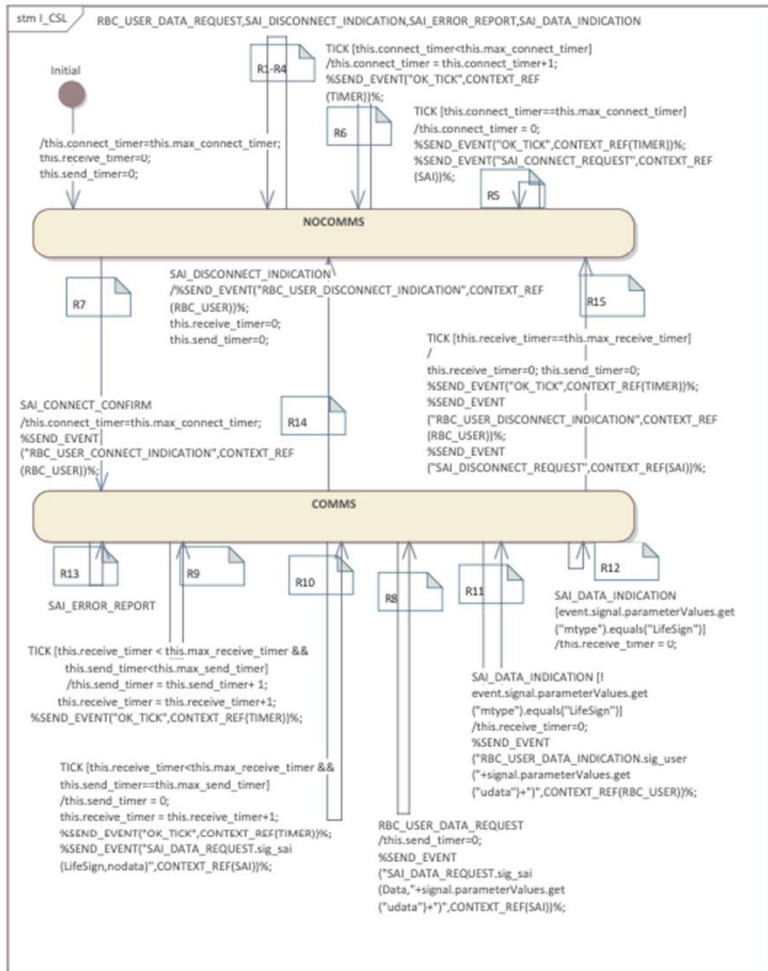 stm I_CSL
RBC_USER_DATA_REQUEST,SAI_DISCONNECT_INDICATION,SAI_ERROR_REPORT,SAI_DATA_INDICATION
Initial
/this.connect_timer=this.max_connect_timer;
this.receive_timer=0;
this.send_timer=0;
R1-R4
TICK [this.connect_timer<this.max_connect_timer]
/this.connect_timer = this.connect_timer+1;
%SEND_EVENT("OK_TICK",CONTEXT_REF
(TIMER))%;
R6
TICK [this.connect_timer==this.max_connect_timer]
/this.connect_timer = 0;
%SEND_EVENT("OK_TICK",CONTEXT_REF(TIMER))%;
%SEND_EVENT("SAI_CONNECT_REQUEST",CONTEXT_REF
(SAI))%;
R5
NOCOMMS
R7
SAI_DISCONNECT_INDICATION
/%SEND_EVENT("RBC_USER_DISCONNECT_INDICATION",CONTEXT_REF
(RBC_USER))%;
this.receive_timer=0;
this.send_timer=0;
R15
TICK [this.receive_timer==this.max_receive_timer]
/
this.receive_timer=0; this.send_timer=0;
%SEND_EVENT("OK_TICK",CONTEXT_REF(TIMER))%;
%SEND_EVENT
("RBC_USER_DISCONNECT_INDICATION",CONTEXT_REF
(RBC_USER))%;
%SEND_EVENT
("SAI_DISCONNECT_REQUEST",CONTEXT_REF(SAI))%;
SAI_CONNECT_CONFIRM
/this.connect_timer=this.max_connect_timer;
%SEND_EVENT
("RBC_USER_CONNECT_INDICATION",CONTEXT_REF
(RBC_USER))%;
R14
COMMS
R13
SAI_ERROR_REPORT
R9
R10
R8
R11
R12
SAI_DATA_INDICATION
[event.signal.parameterValues.get
("mtype").equals("LifeSign")]
/this.receive_timer = 0;
TICK [this.receive_timer < this.max_receive_timer &&
this.send_timer<this.max_send_timer]
/this.send_timer = this.send_timer+ 1;
this.receive_timer = this.receive_timer+1;
%SEND_EVENT("OK_TICK",CONTEXT_REF(TIMER))%;
SAI_DATA_INDICATION [!
event.signal.parameterValues.get
("mtype").equals("LifeSign")]
/this.receive_timer=0;
%SEND_EVENT
("RBC_USER_DATA_INDICATION.sig_user
("+signal.parameterValues.get
("udata")+")",CONTEXT_REF(RBC_USER))%;
TICK [this.receive_timer<this.max_receive_timer &&
this.send_timer==this.max_send_timer]
/this.send_timer = 0;
this.receive_timer = this.receive_timer+1;
%SEND_EVENT("OK_TICK",CONTEXT_REF(TIMER))%;
%SEND_EVENT("SAI_DATA_REQUEST.sig_sai
(LifeSign,nodata)",CONTEXT_REF(SAI))%;
RBC_USER_DATA_REQUEST
/this.send_timer=0;
%SEND_EVENT
("SAI_DATA_REQUEST.sig_sai
(Data,"+signal.parameterValues.get
("udata")+")",CONTEXT_REF(SAI))%;